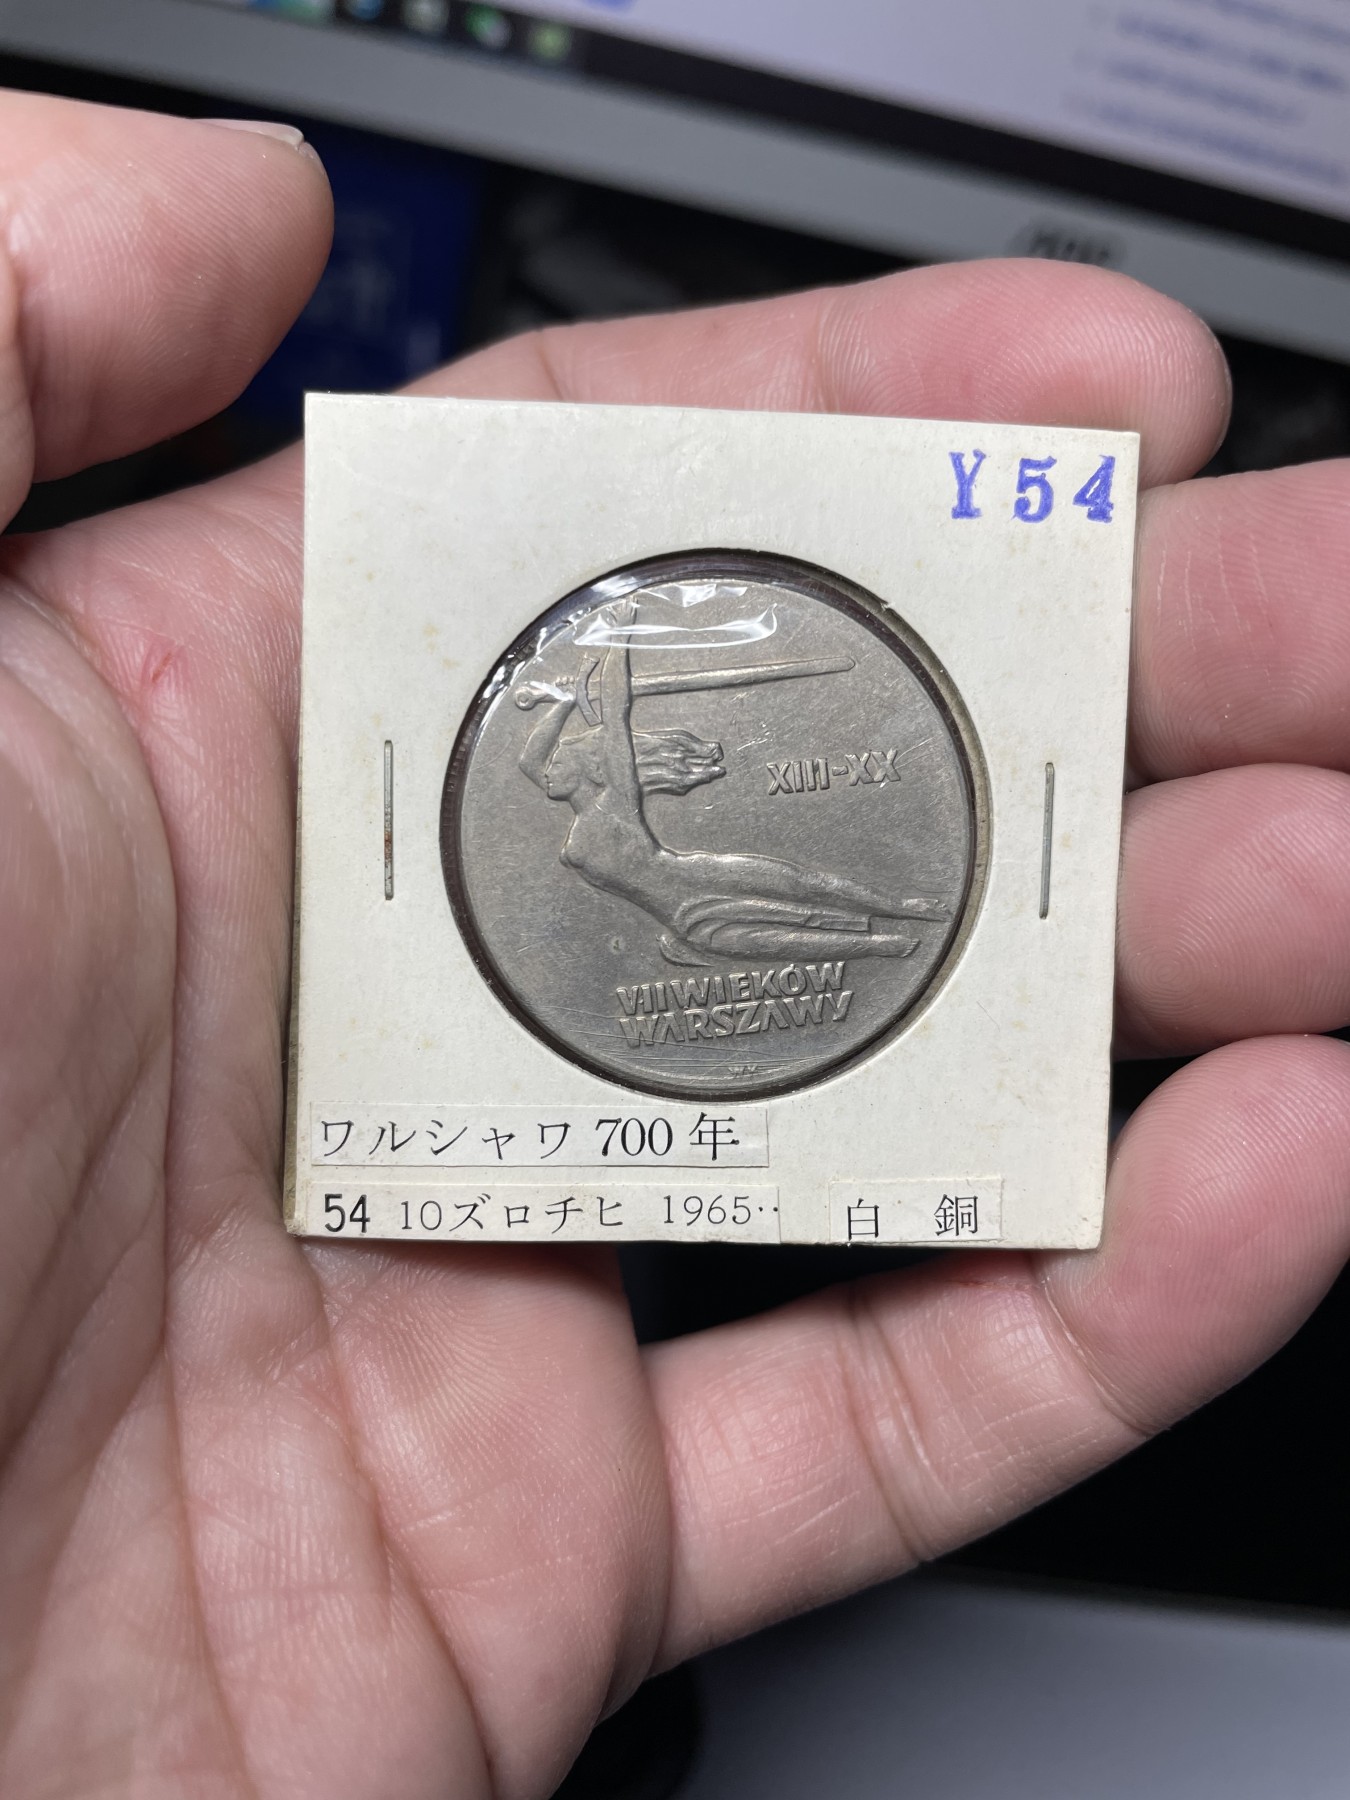 Y54
XIII-XX
VII WIEKÓW
WARSZAWY
WK
ワルシャワ 700年
54 10ズロチヒ 1965‥ 白 銅